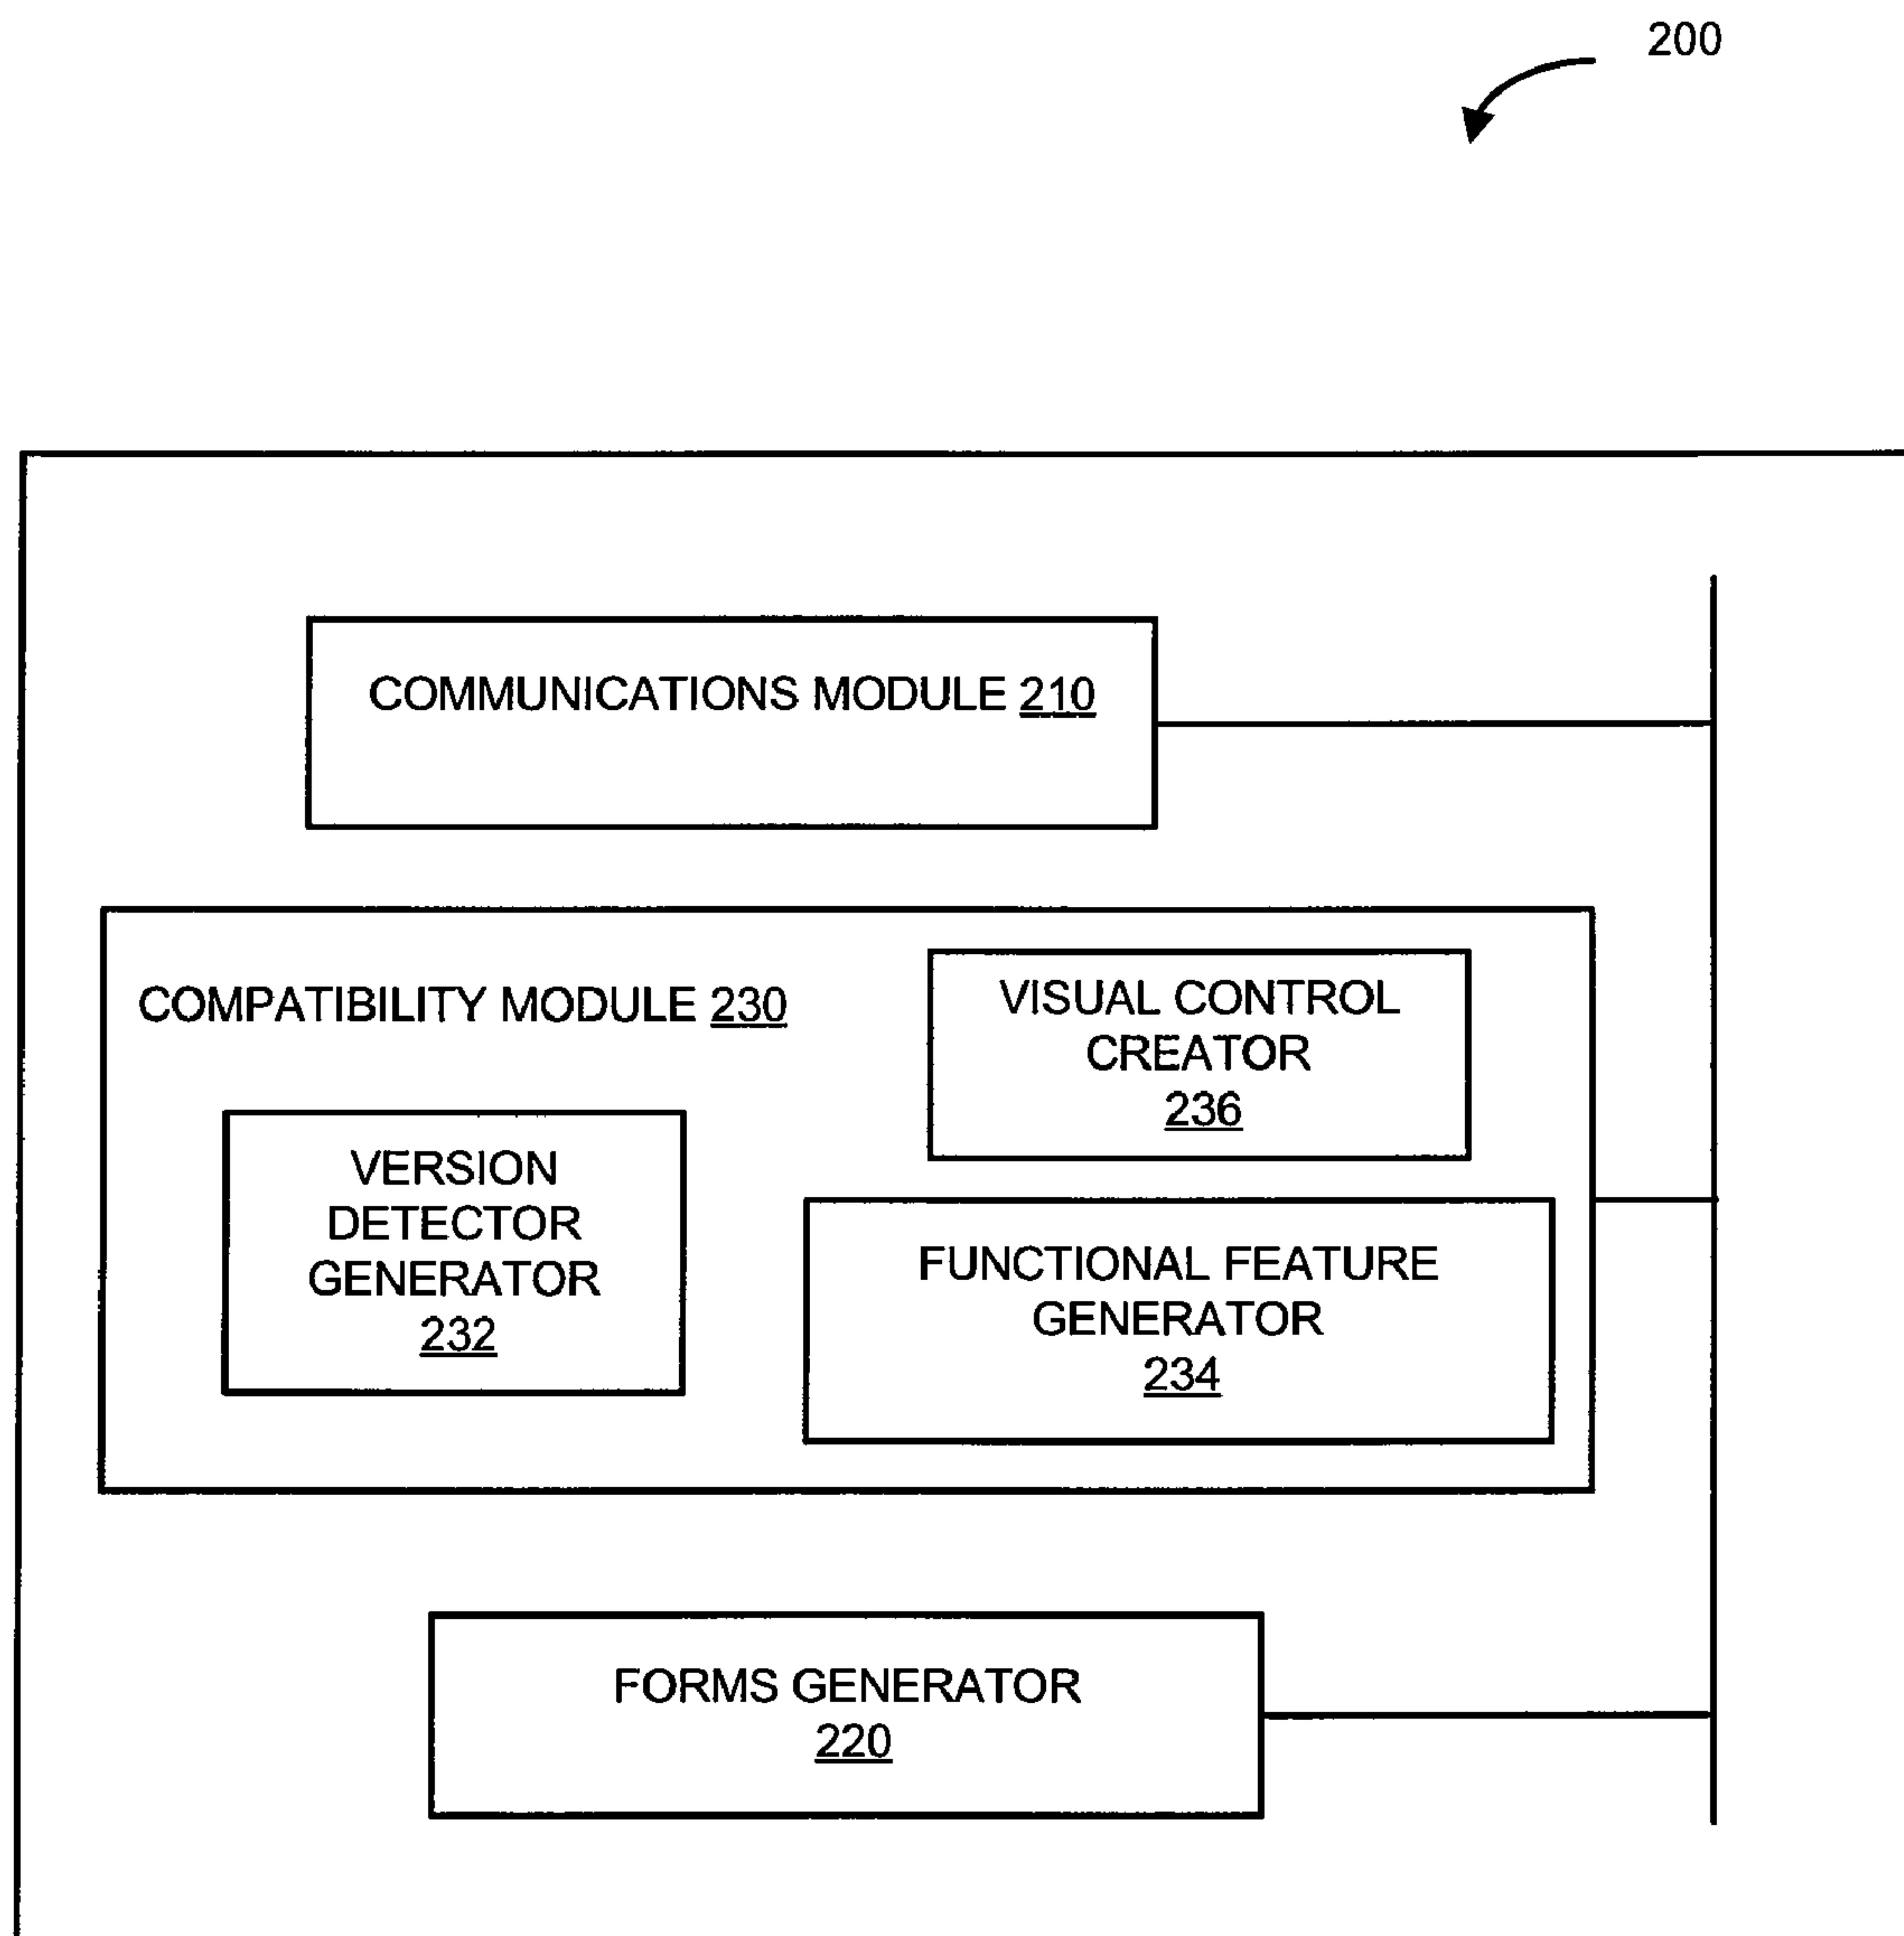 200
COMMUNICATIONS MODULE 210
COMPATIBILITY MODULE 230
VISUAL CONTROL
CREATOR
236
VERSION
DETECTOR
GENERATOR
232
FUNCTIONAL FEATURE
GENERATOR
234
FORMS GENERATOR
220